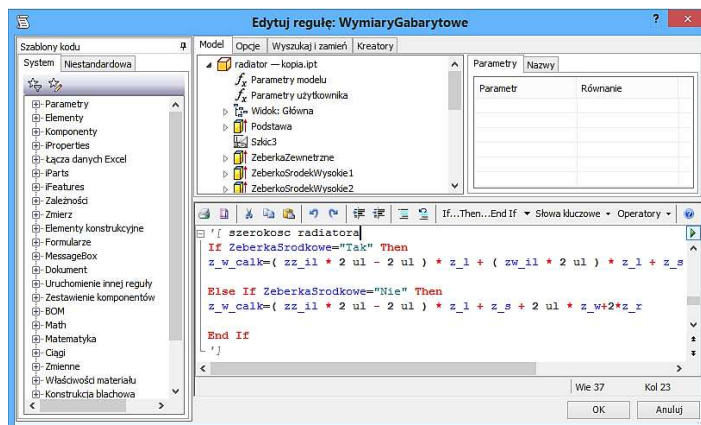 Edytuj regułę: WymiaryGabarytowe
Szablony kodu
System Niestandardowa
Parametry
Elementy
Komponenty
iProperties
Łącza danych Excel
iParts
iFeatures
Zależności
Zmierz
Elementy konstrukcyjne
Formularze
MessageBox
Dokument
Uruchomienie innej reguły
Zestawienie komponentów
BOM
Math
Matematyka
Ciągi
Zmienne
Właściwości materiału
Konstrukcja blachowa
Model Opcje Wyszukaj i zamień Kreatory
radiator — kopia.ipt
fx Parametry modelu
fx Parametry użytkownika
Widok: Główna
Podstawa
Szkic3
ZeberkaZewnetrzne
ZeberkoSrodekWysokie1
ZeberkoSrodekWysokie2
Parametry Nazwy
Parametr Równanie
If...Then...End If Słowa kluczowe Operatory
'[ szerokosc radiatora
If ZeberkaSrodkowe="Tak" Then
z_w_calk=( zz_il * 2 ul - 2 ul ) * z_l + ( zw_il * 2 ul ) * z_l + z_s
Else If ZeberkaSrodkowe="Nie" Then
z_w_calk=( zz_il * 2 ul - 2 ul ) * z_l + z_s + 2 ul * z_w+2*z_r
End If
']
Wie 37 Kol 23
OK Anuluj